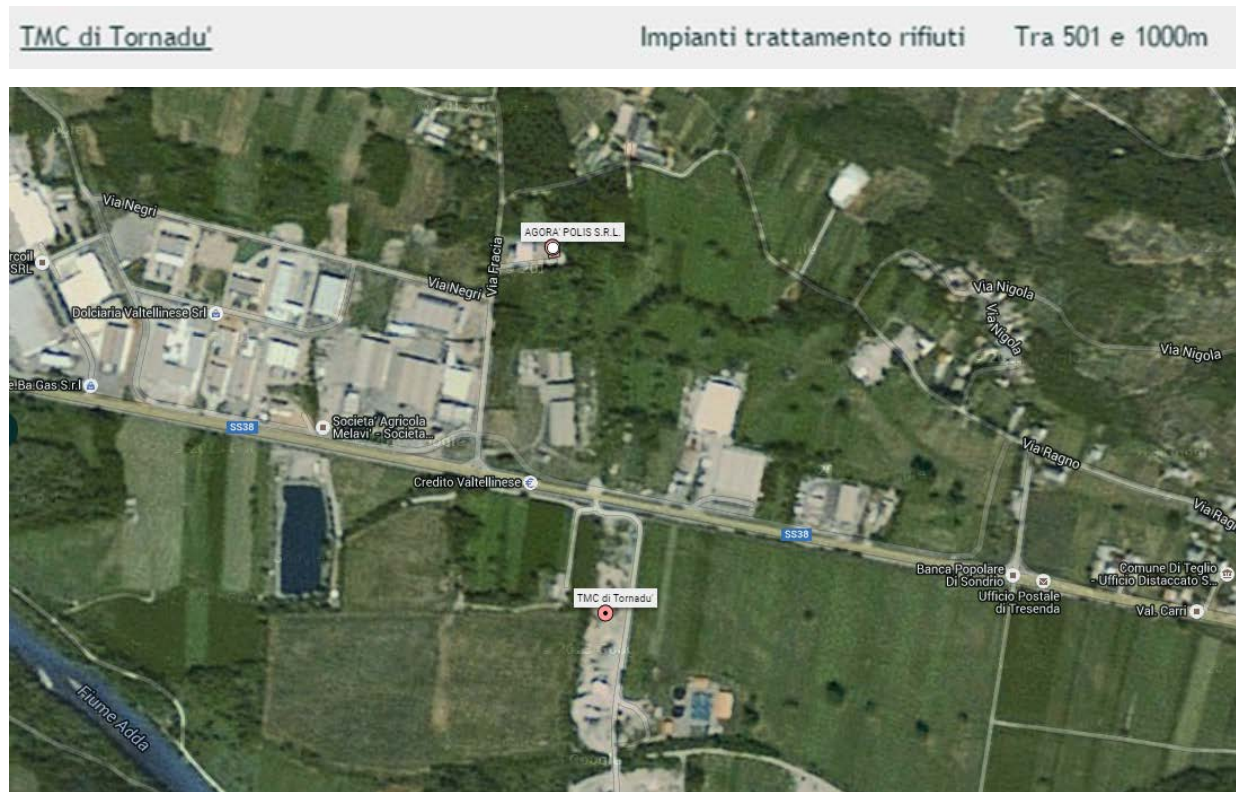 TMC di Tornadu' Impianti trattamento rifiuti Tra 501 e 1000m
Via Negri
AGORA' POLIS S.R.L.
Via Fracia
rcoil
SRL
Via Negri
Via Nigola
Dolciaria Valtellinese Srl
Via Nigola
Via Nigola
e.Ba.Gas S.r.l
Societa' Agricola
Melavi' - Societa...
SS38
Via Ragno
Credito Valtellinese
Via Ragn
SS38
Banca Popolare
Di Sondrio
Comune Di Teglio
- Ufficio Distaccato S...
Ufficio Postale
di Tresenda
TMC di Tornadu'
Val. Carri
Fiume Adda